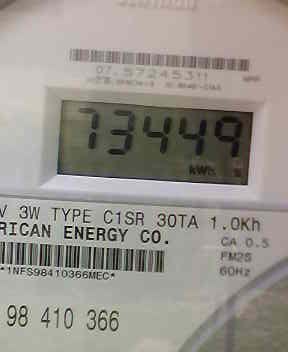 07.57245311
73449
kWh
V 3W TYPE C1SR 30TA 1.0Kh
RICAN ENERGY CO.
CA 0.5
FM2S
60Hz
*1NFS98410366MEC*
98 410 366